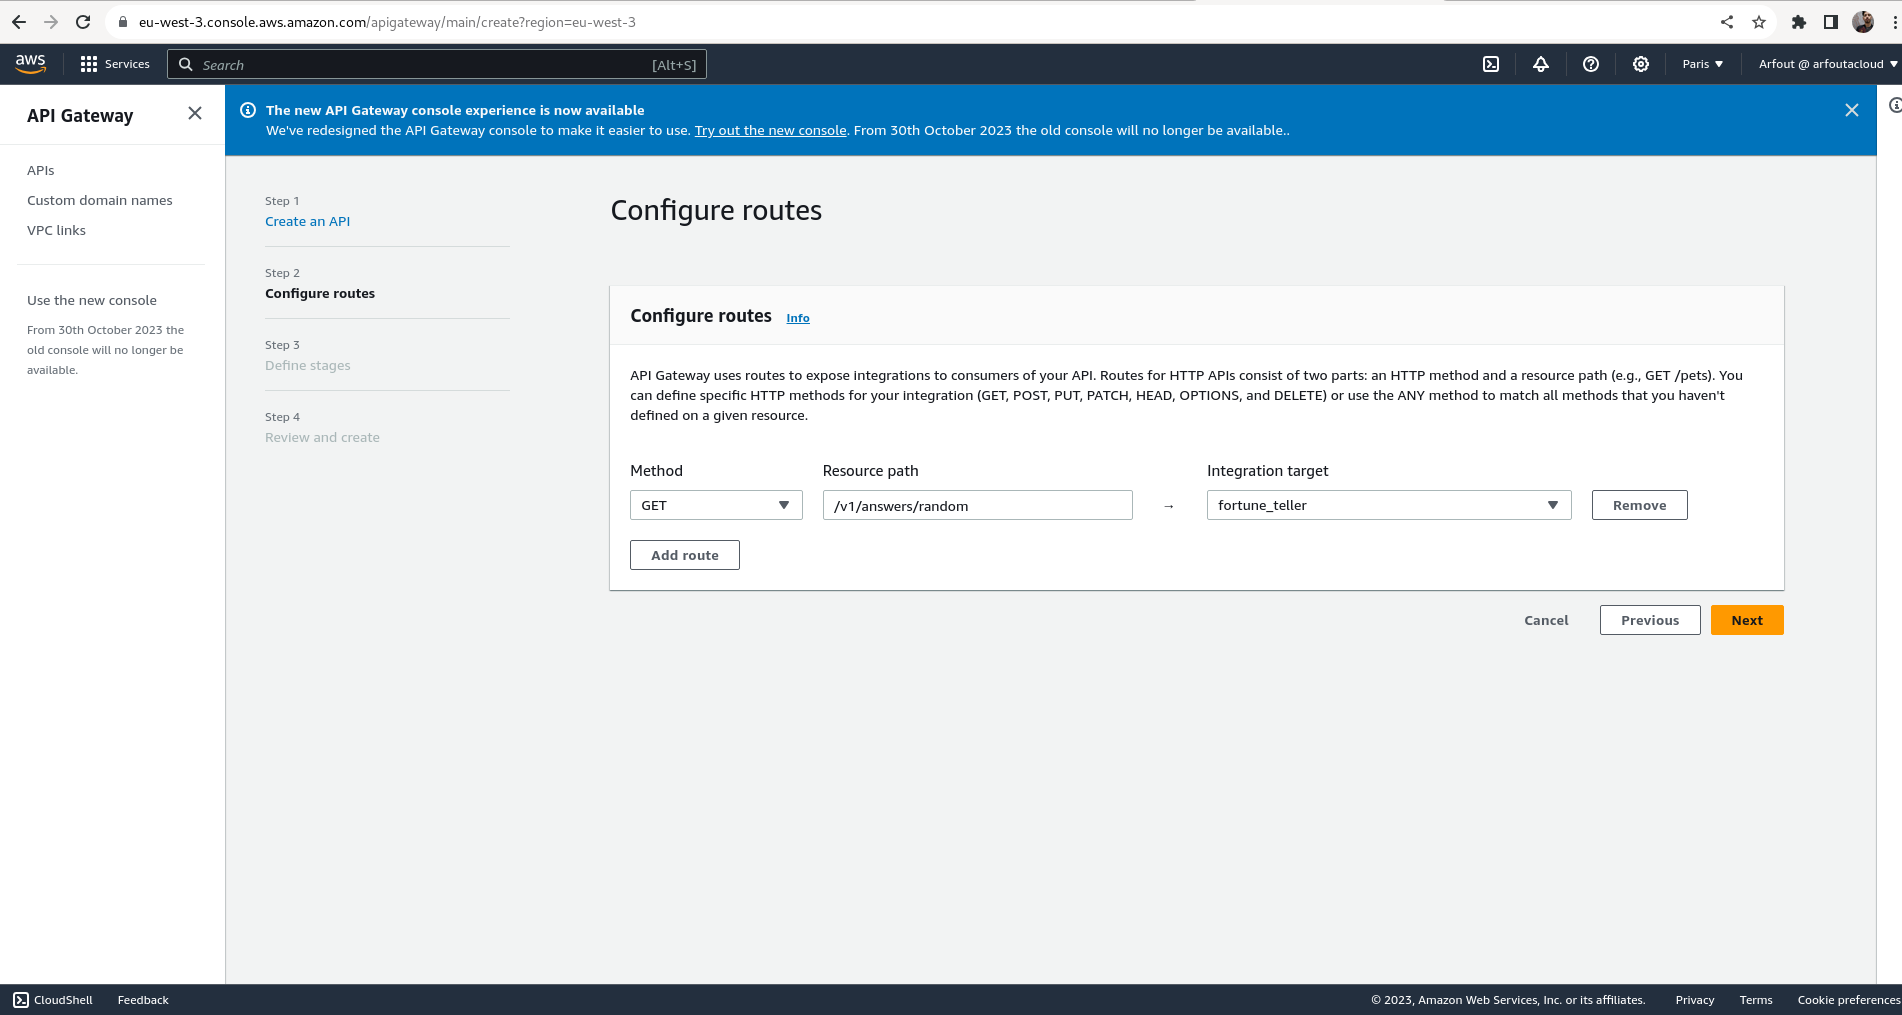 eu-west-3.console.aws.amazon.com/apigateway/main/create?region=eu-west-3
aws
Services
Search
[Alt+S]
Paris
Arfout @ arfoutacloud
API Gateway
APIs
Custom domain names
VPC links
Use the new console
From 30th October 2023 the
old console will no longer be
available.
The new API Gateway console experience is now available
We've redesigned the API Gateway console to make it easier to use. Try out the new console. From 30th October 2023 the old console will no longer be available..
Step 1
Create an API
Step 2
Configure routes
Step 3
Define stages
Step 4
Review and create
Configure routes
Configure routes Info
API Gateway uses routes to expose integrations to consumers of your API. Routes for HTTP APIs consist of two parts: an HTTP method and a resource path (e.g., GET /pets). You
can define specific HTTP methods for your integration (GET, POST, PUT, PATCH, HEAD, OPTIONS, and DELETE) or use the ANY method to match all methods that you haven't
defined on a given resource.
Method Resource path Integration target
GET /v1/answers/random → fortune_teller Remove
Add route
Cancel Previous Next
CloudShell Feedback © 2023, Amazon Web Services, Inc. or its affiliates. Privacy Terms Cookie preferences